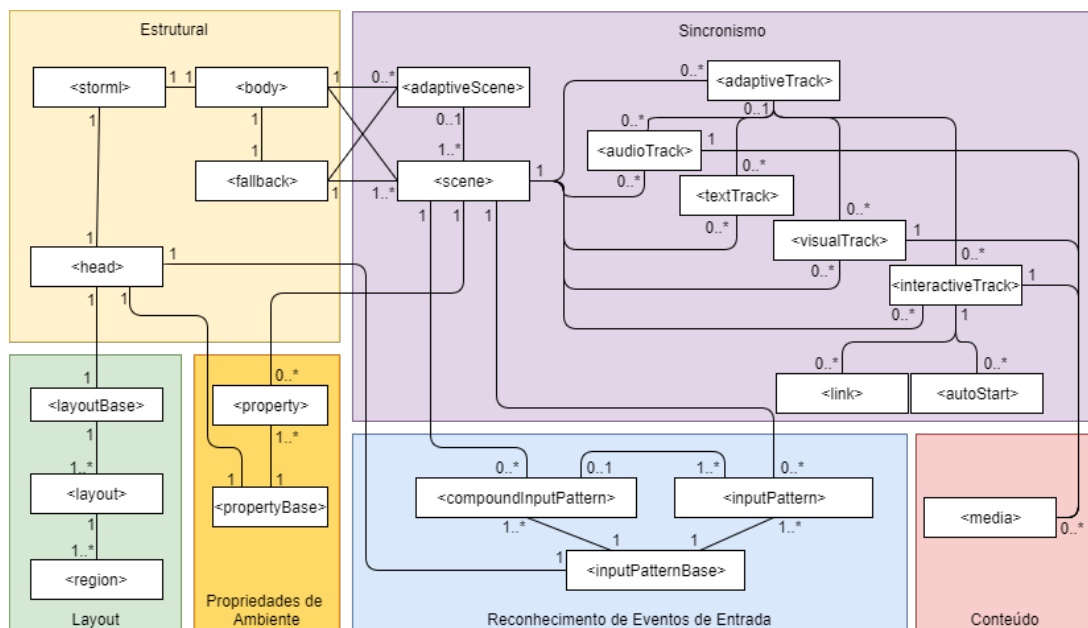 Estrutural
<storml>
1
1
<body>
1
1
1
<fallback>
1
1
1
<head>
1
1
1
Sincronismo
0..*
<adaptiveScene>
0..1
1..*
1..*
<scene>
1
1
1
1
0..*
<adaptiveTrack>
0..1
0..*
<audioTrack>
1
0..*
0..*
<textTrack>
0..*
0..*
<visualTrack>
1
0..*
0..*
<interactiveTrack>
1
0..*
1
0..*
<link>
0..*
<autoStart>
1
<layoutBase>
1
1..*
<layout>
1
1..*
<region>
Layout
0..*
<property>
1..*
1
1
<propertyBase>
Propriedades de
Ambiente
0..*
0..1
1..*
0..*
<compoundInputPattern>
<inputPattern>
1..*
1..*
1
1
1
<inputPatternBase>
Reconhecimento de Eventos de Entrada
<media>
0..*
Conteúdo